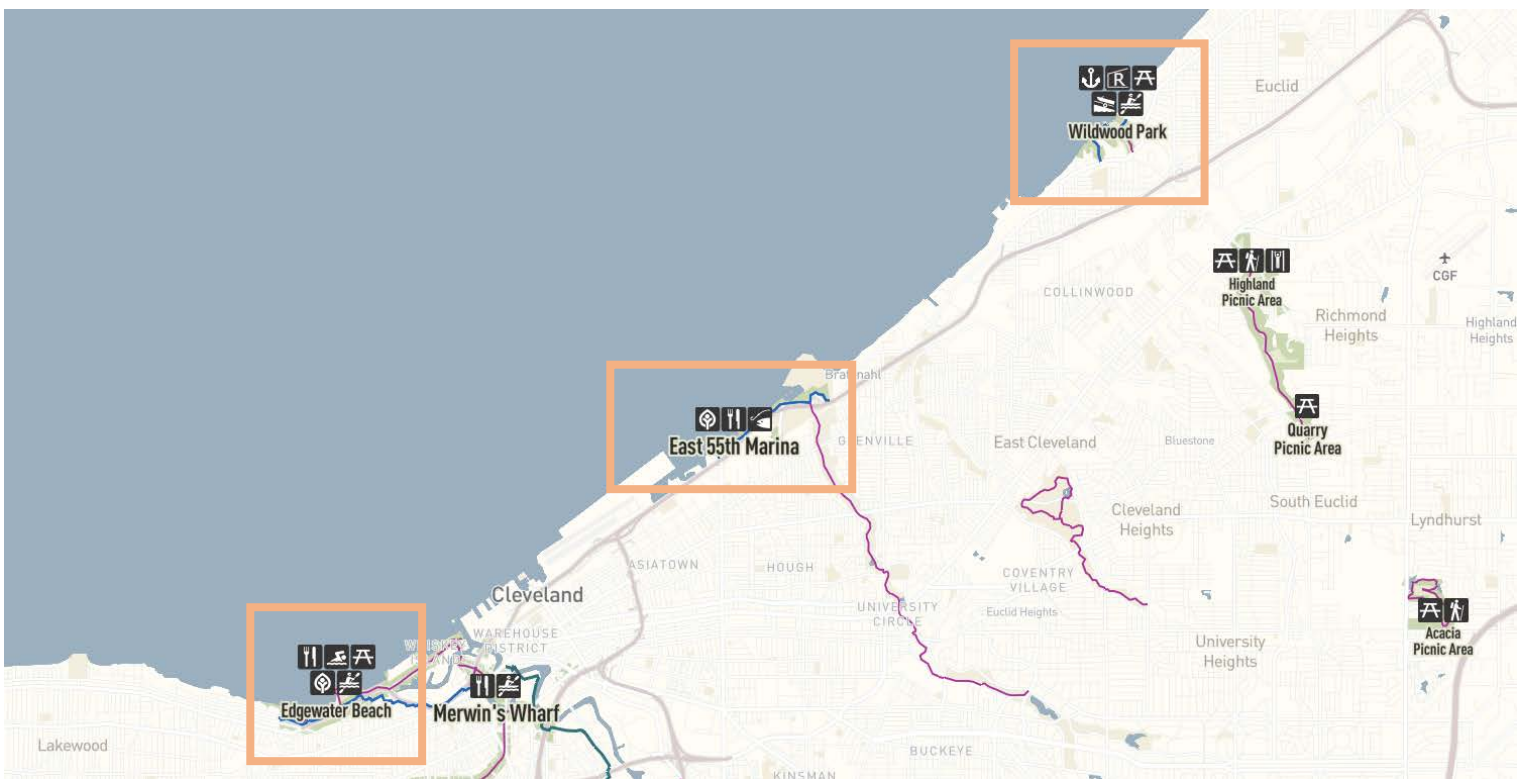 Euclid
R
Wildwood Park
CGF
Highland
Picnic Area
COLLINWOOD
Richmond
Heights
Highland
Heights
Bratenahl
East 55th Marina
GLENVILLE
East Cleveland
Bluestone
Quarry
Picnic Area
South Euclid
Cleveland
Heights
Lyndhurst
ASIATOWN
HOUGH
COVENTRY
VILLAGE
Cleveland
UNIVERSITY
CIRCLE
Euclid Heights
WAREHOUSE
DISTRICT
WHISKEY
ISLAND
University
Heights
Acacia
Picnic Area
Edgewater Beach
Merwin's Wharf
Lakewood
BUCKEYE
KINSMAN